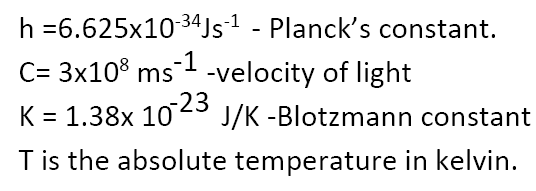 h =6.625x10⁻³⁴Js⁻¹ - Planck’s constant.
C= 3x10⁸ ms⁻¹ -velocity of light
K = 1.38x 10⁻²³ J/K -Blotzmann constant
T is the absolute temperature in kelvin.